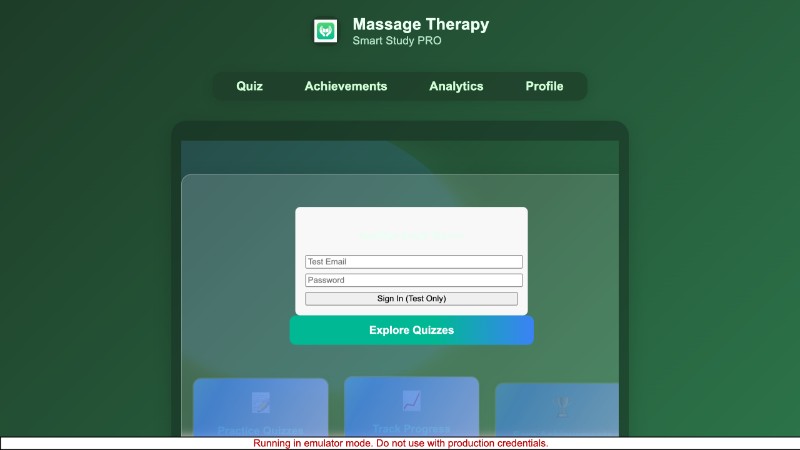 Massage Therapy
Smart Study PRO
Quiz
Achievements
Analytics
Profile
Test Email
Password
Sign In (Test Only)
Explore Quizzes
Practice Quizzes
Track Progress
Running in emulator mode. Do not use with production credentials.